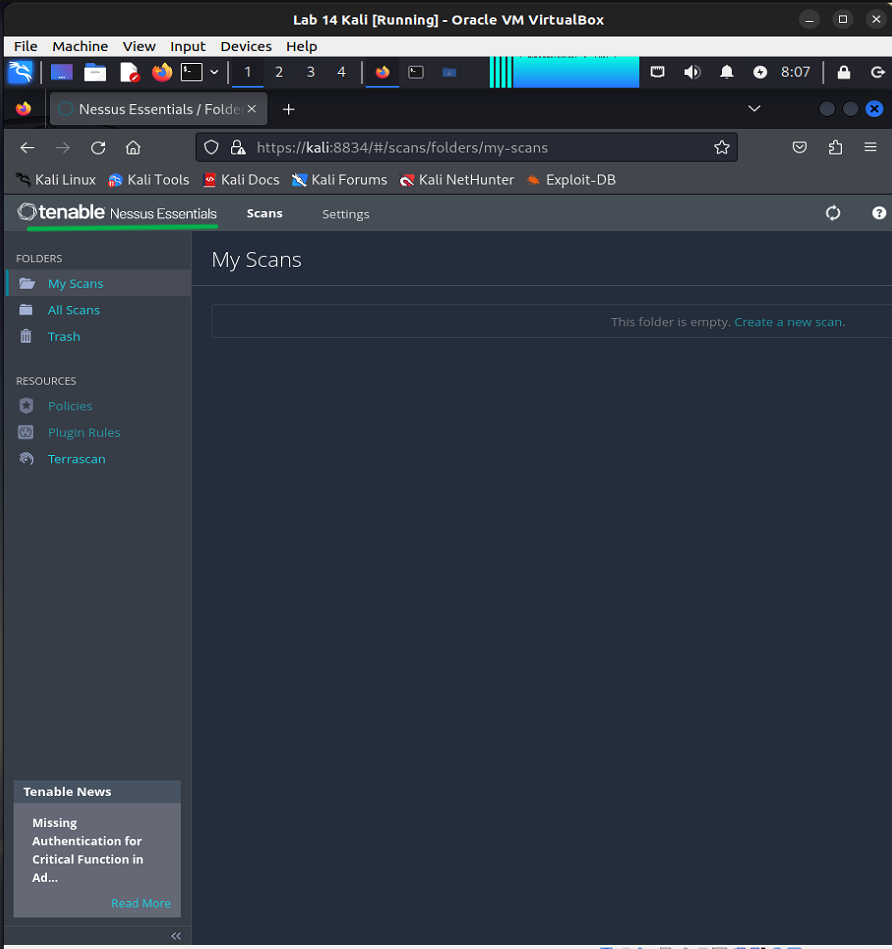 Lab 14 Kali [Running] - Oracle VM VirtualBox
File Machine View Input Devices Help
1 2 3 4 8:07
Nessus Essentials / Folde
https://kali:8834/#/scans/folders/my-scans
Kali Linux Kali Tools Kali Docs Kali Forums Kali NetHunter Exploit-DB
tenable Nessus Essentials Scans Settings
FOLDERS
My Scans
My Scans
All Scans
This folder is empty. Create a new scan.
Trash
RESOURCES
Policies
Plugin Rules
Terrascan
Tenable News
Missing
Authentication for
Critical Function in
Ad...
Read More